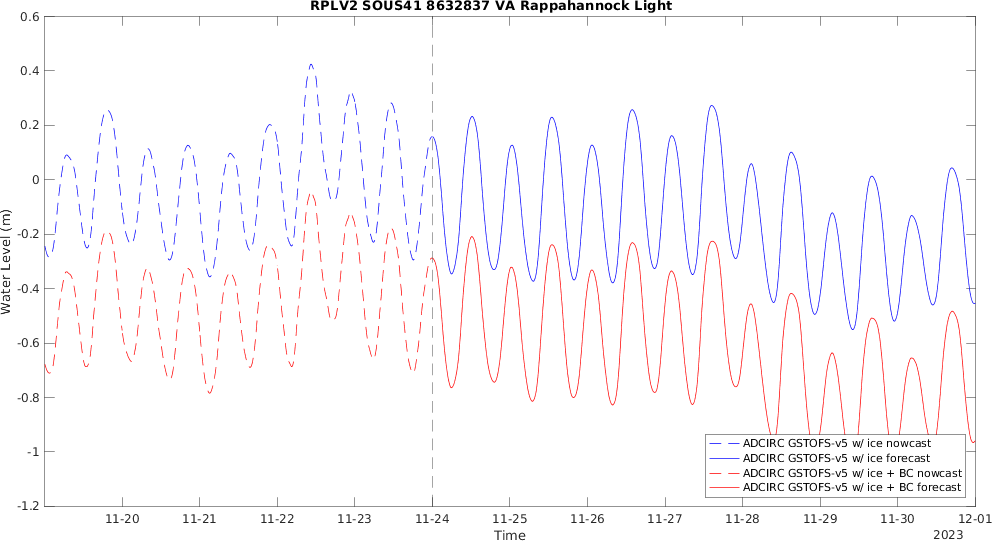 RPLV2 SOUS41 8632837 VA Rappahannock Light
Water Level (m)
0.6
0.4
0.2
0
-0.2
-0.4
-0.6
-0.8
-1
-1.2
ADCIRC GSTOFS-v5 w/ ice nowcast
ADCIRC GSTOFS-v5 w/ ice forecast
ADCIRC GSTOFS-v5 w/ ice + BC nowcast
ADCIRC GSTOFS-v5 w/ ice + BC forecast
11-20 11-21 11-22 11-23 11-24 11-25 11-26 11-27 11-28 11-29 11-30 12-01
Time
2023